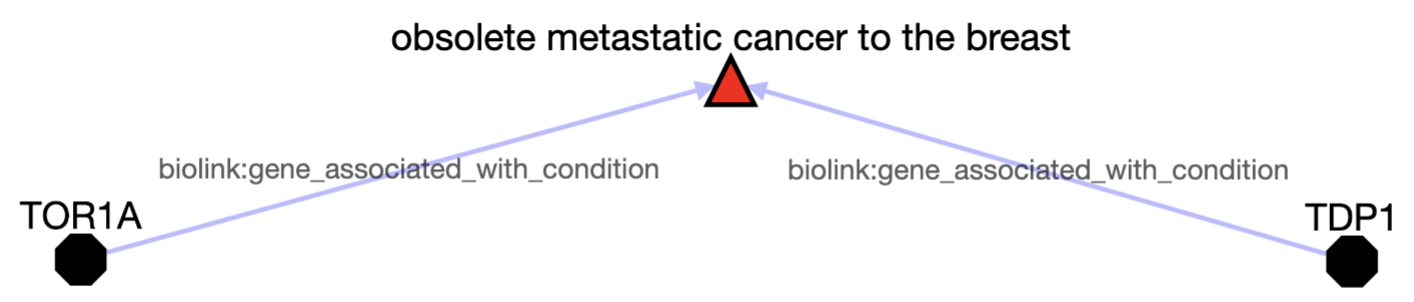 obsolete metastatic cancer to the breast
biolink:gene_associated_with_condition
biolink:gene_associated_with_condition
TOR1A
TDP1